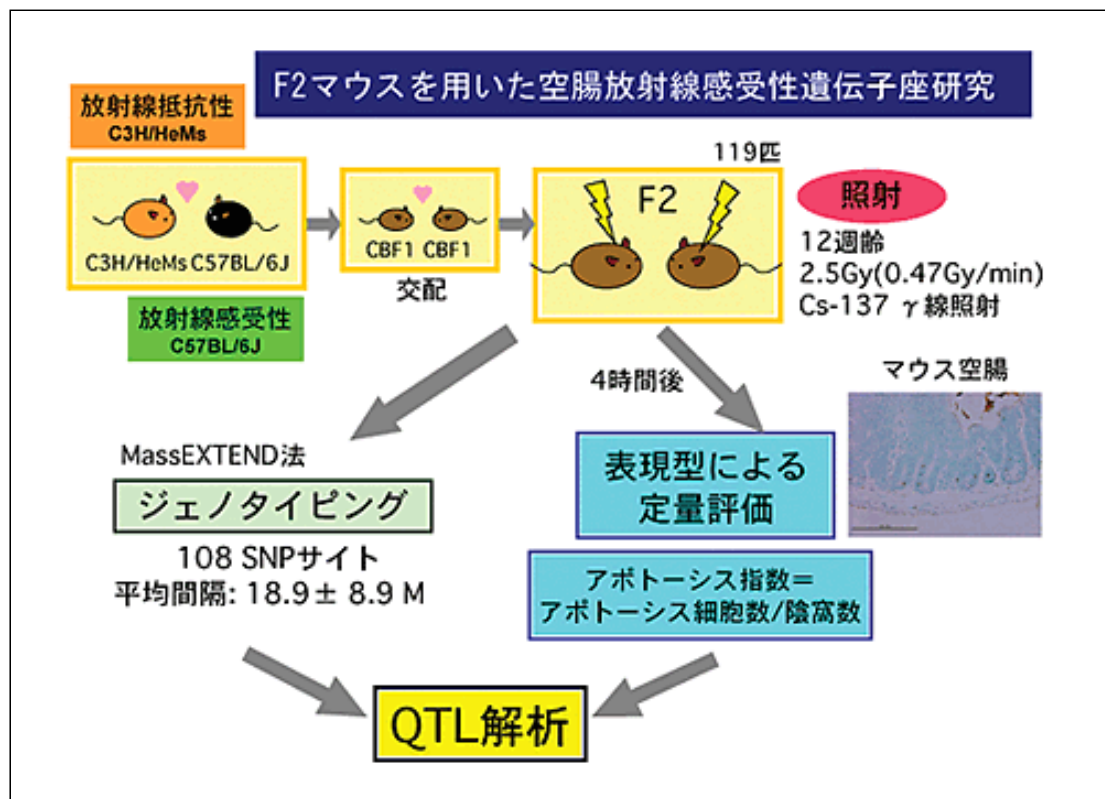 F2マウスを用いた空腸放射線感受性遺伝子座研究
放射線抵抗性
C3H/HeMs
C3H/HeMs C57BL/6J
放射線感受性
C57BL/6J
CBF1 CBF1
交配
119匹
F2
照射
12週齢
2.5Gy(0.47Gy/min)
Cs-137 γ線照射
4時間後
マウス空腸
MassEXTEND法
ジェノタイピング
108 SNPサイト
平均間隔: 18.9± 8.9 M
表現型による
定量評価
アポトーシス指数=
アポトーシス細胞数/陰窩数
QTL解析